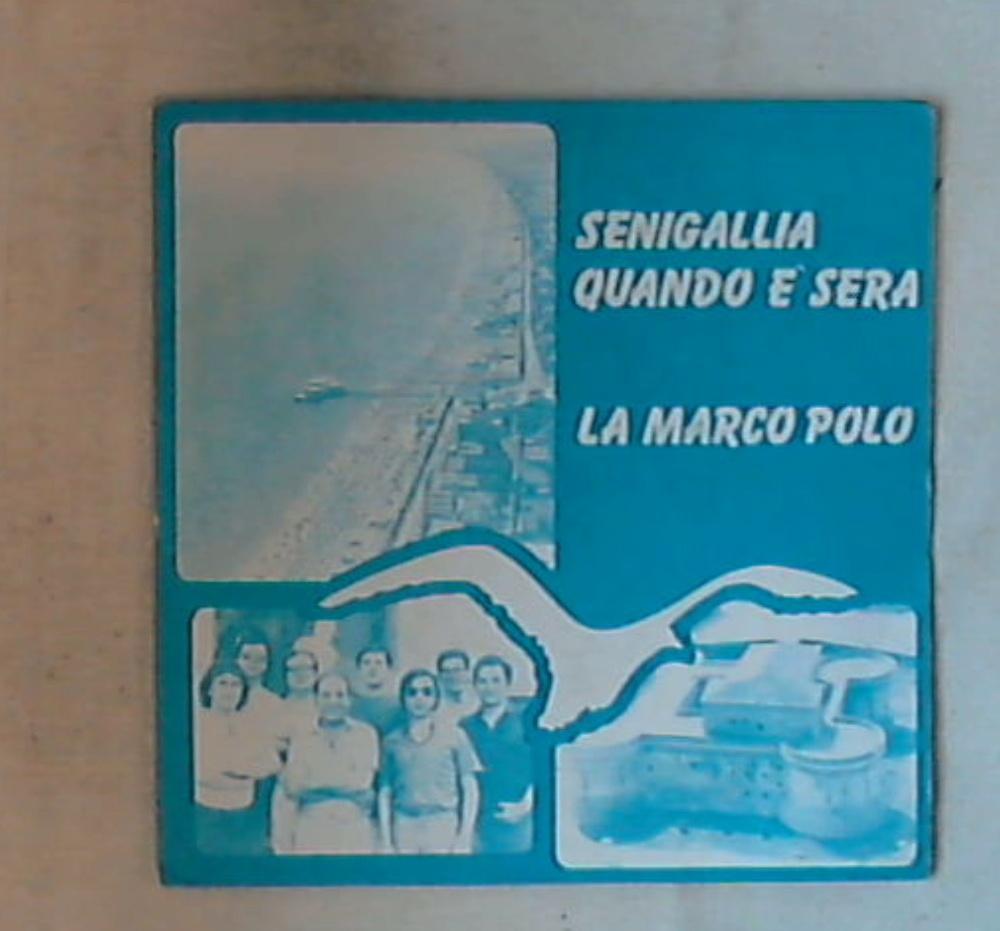 SENIGALLIA
QUANDO E' SERA
LA MARCO POLO